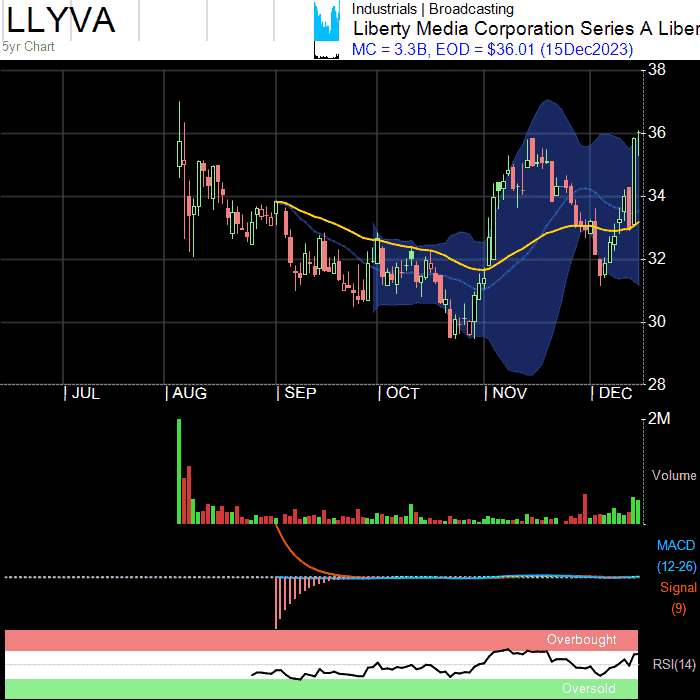 LLYVA
5yr Chart
Industrials | Broadcasting
Liberty Media Corporation Series A Liber
MC = 3.3B, EOD = $36.01 (15Dec2023)
38
36
34
32
30
28
| JUL | AUG | SEP | OCT | NOV | DEC
2M
Volume
MACD
(12-26)
Signal
(9)
Overbought
RSI(14)
Oversold